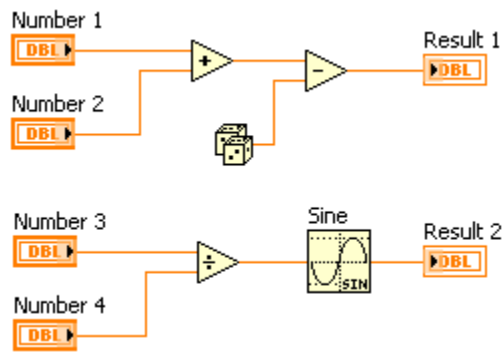 Number 1
DBL
+
-
Result 1
DBL
Number 2
DBL
Number 3
DBL
÷
Sine
SIN
Result 2
DBL
Number 4
DBL